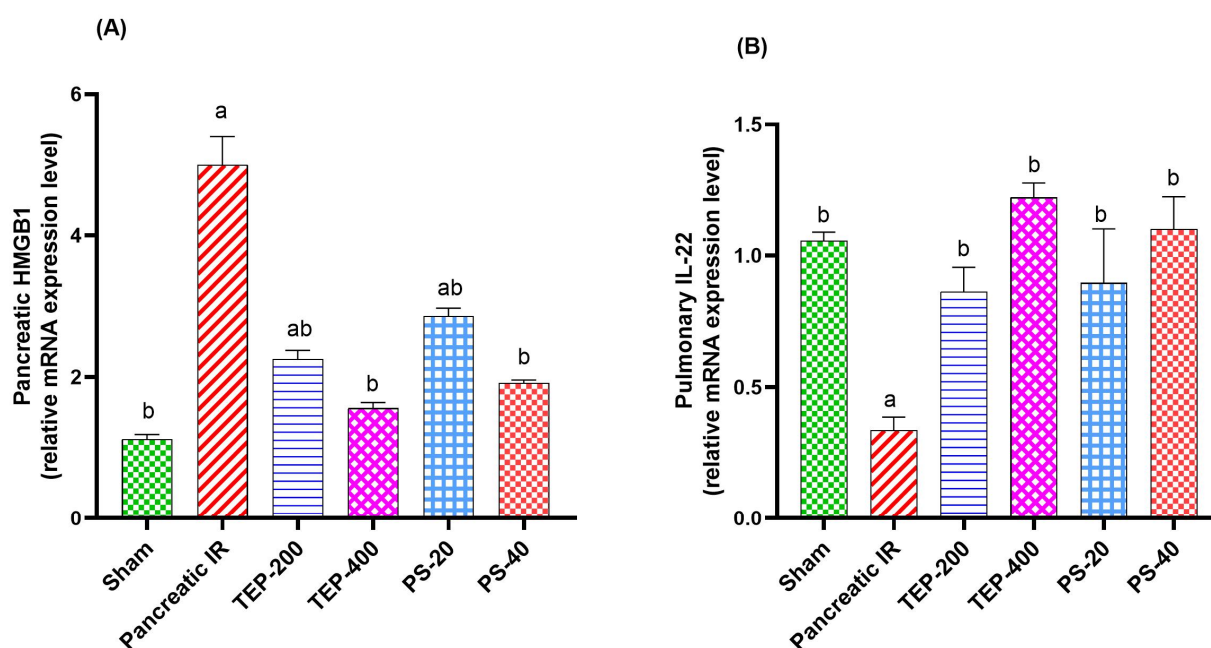 (A)
Pancreatic HMGB1
(relative mRNA expression level)
6
4
2
0
a
b
ab
b
ab
b
Sham
Pancreatic IR
TEP-200
TEP-400
PS-20
PS-40
(B)
Pulmonary IL-22
(relative mRNA expression level)
1.5
1.0
0.5
0.0
b
a
b
b
b
b
Sham
Pancreatic IR
TEP-200
TEP-400
PS-20
PS-40